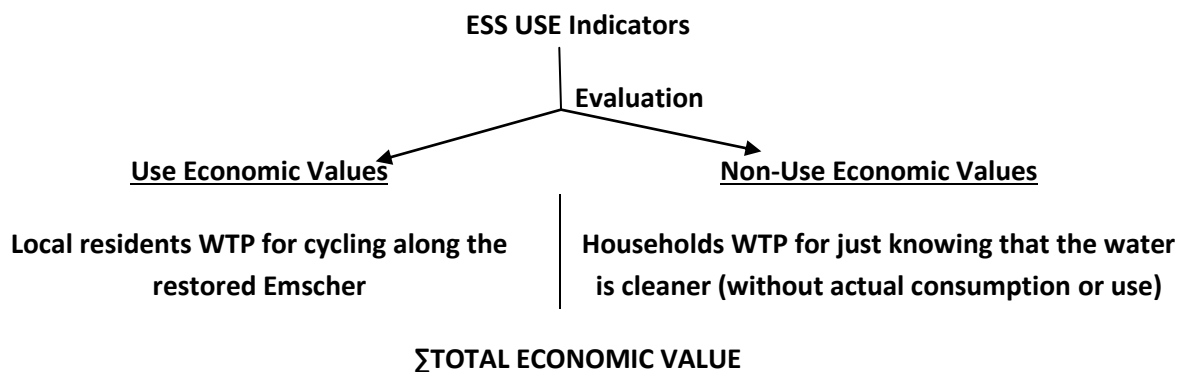 ESS USE Indicators
Evaluation
Use Economic Values
Non-Use Economic Values
Local residents WTP for cycling along the
restored Emscher
Households WTP for just knowing that the water
is cleaner (without actual consumption or use)
∑TOTAL ECONOMIC VALUE